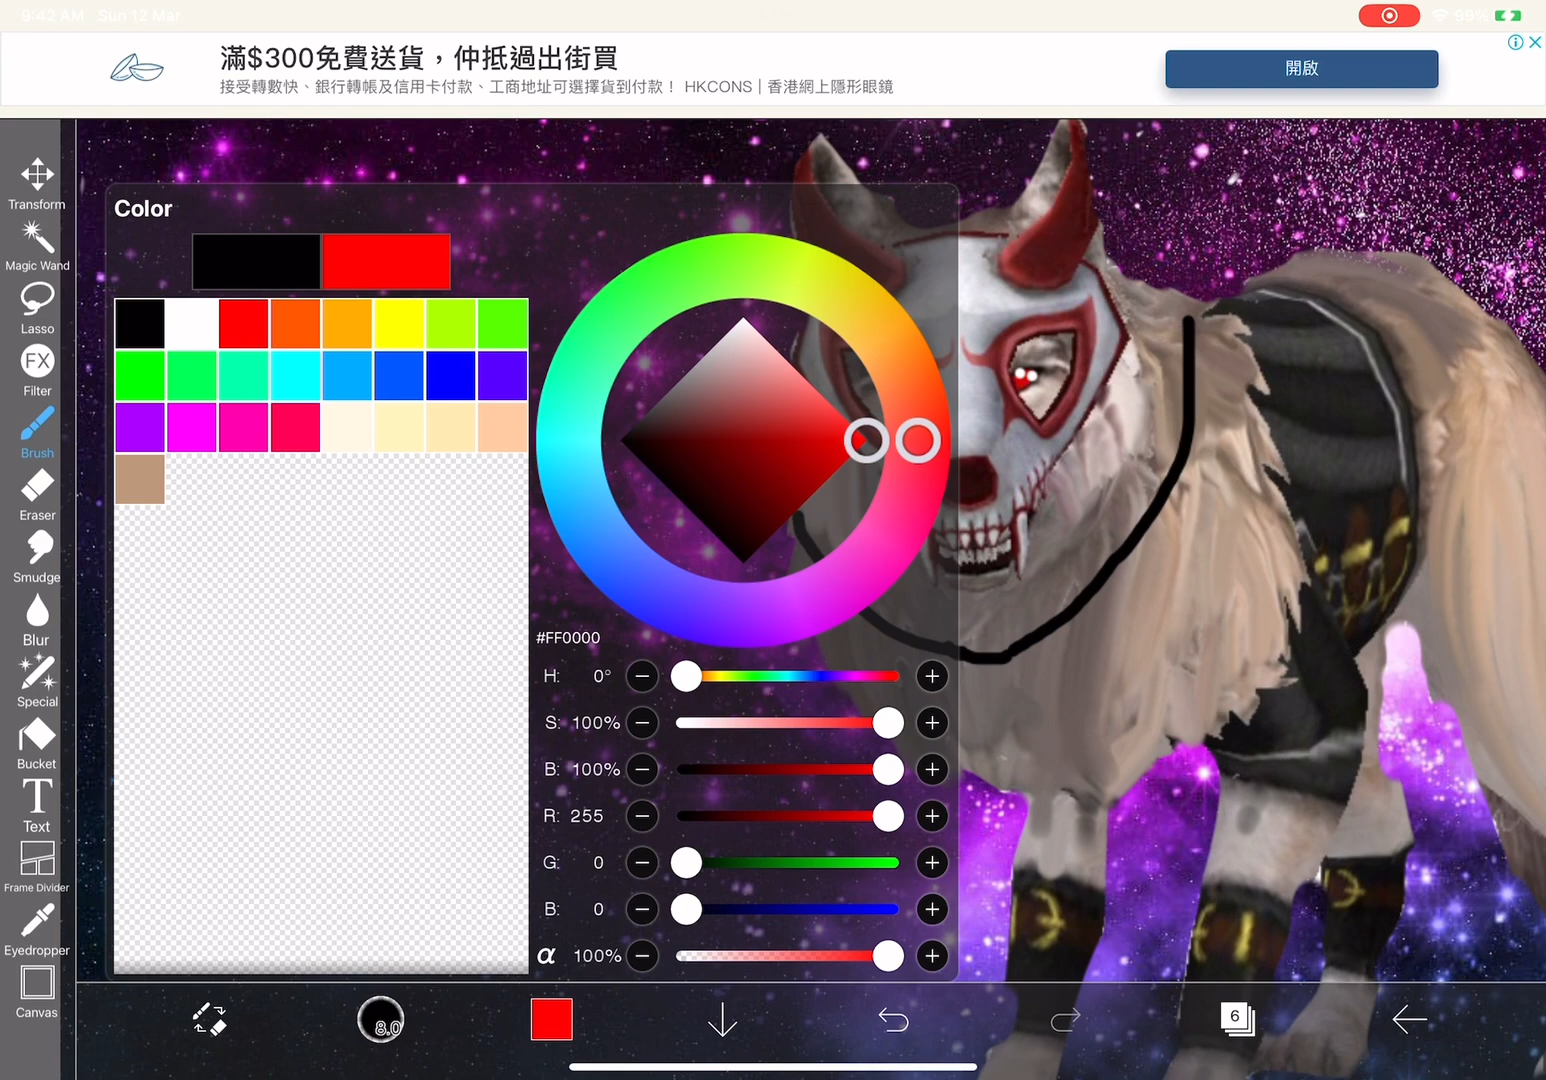 9:42 AM Sun 12 Mar
99%
滿$300免費送貨，仲抵過出街買
接受轉數快、銀行轉帳及信用卡付款、工商地址可選擇貨到付款！ HKCONS | 香港網上隱形眼鏡
開啟
Transform
Magic Wand
Lasso
FX
Filter
Brush
Eraser
Smudge
Blur
Special
Bucket
T
Text
Frame Divider
Eyedropper
Canvas
Color
#FF0000
H: 0°
S: 100%
B: 100%
R: 255
G: 0
B: 0
α 100%
8.0
6